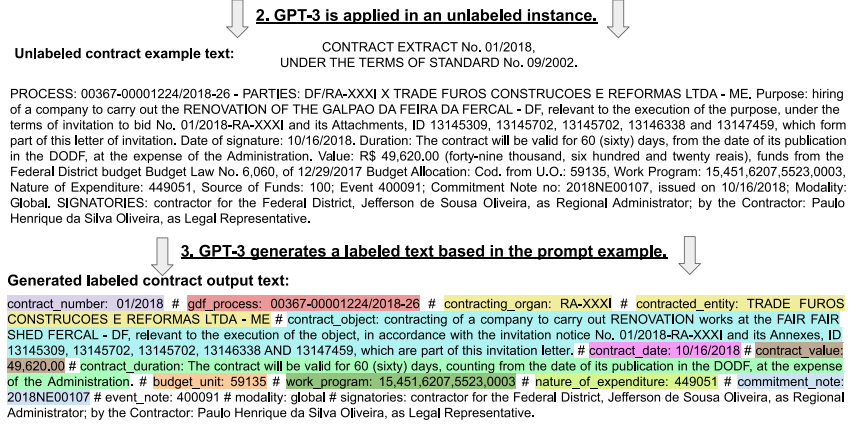 2. GPT-3 is applied in an unlabeled instance.
Unlabeled contract example text:
CONTRACT EXTRACT No. 01/2018,
UNDER THE TERMS OF STANDARD No. 09/2002.
PROCESS: 00367-00001224/2018-26 - PARTIES: DF/RA-XXXI X TRADE FUROS CONSTRUCOES E REFORMAS LTDA - ME. Purpose: hiring
of a company to carry out the RENOVATION OF THE GALPAO DA FEIRA DA FERCAL - DF, relevant to the execution of the purpose, under the
terms of invitation to bid No. 01/2018-RA-XXXI and its Attachments, ID 13145309, 13145702, 13145702, 13146338 and 13147459, which form
part of this letter of invitation. Date of signature: 10/16/2018. Duration: The contract will be valid for 60 (sixty) days, from the date of its publication
in the DODF, at the expense of the Administration. Value: R$ 49,620.00 (forty-nine thousand, six hundred and twenty reais), funds from the
Federal District budget Budget Law No. 6,060, of 12/29/2017 Budget Allocation: Cod. from U.O.: 59135, Work Program: 15,451,6207,5523,0003,
Nature of Expenditure: 449051, Source of Funds: 100; Event 400091; Commitment Note no: 2018NE00107, issued on 10/16/2018; Modality:
Global. SIGNATORIES: contractor for the Federal District, Jefferson de Sousa Oliveira, as Regional Administrator; by the Contractor: Paulo
Henrique da Silva Oliveira, as Legal Representative.
3. GPT-3 generates a labeled text based in the prompt example.
Generated labeled contract output text:
contract_number: 01/2018 # gdf_process: 00367-00001224/2018-26 # contracting_organ: RA-XXXI # contracted_entity: TRADE FUROS
CONSTRUCOES E REFORMAS LTDA - ME # contract_object: contracting of a company to carry out RENOVATION works at the FAIR FAIR
SHED FERCAL - DF, relevant to the execution of the object, in accordance with the invitation notice No. 01/2018-RA-XXXI and its Annexes, ID
13145309, 13145702, 13145702, 13146338 AND 13147459, which are part of this invitation letter. # contract_date: 10/16/2018 # contract_value:
49,620,00 # contract_duration: The contract will be valid for 60 (sixty) days, counting from the date of its publication in the DODF, at the expense
of the Administration. # budget_unit: 59135 # work_program: 15,451,6207,5523,0003 # nature_of_expenditure: 449051 # commitment_note:
2018NE00107 # event_note: 400091 # modality: global # signatories: contractor for the Federal District, Jefferson de Sousa Oliveira, as Regional
Administrator; by the Contractor: Paulo Henrique da Silva Oliveira, as Legal Representative.